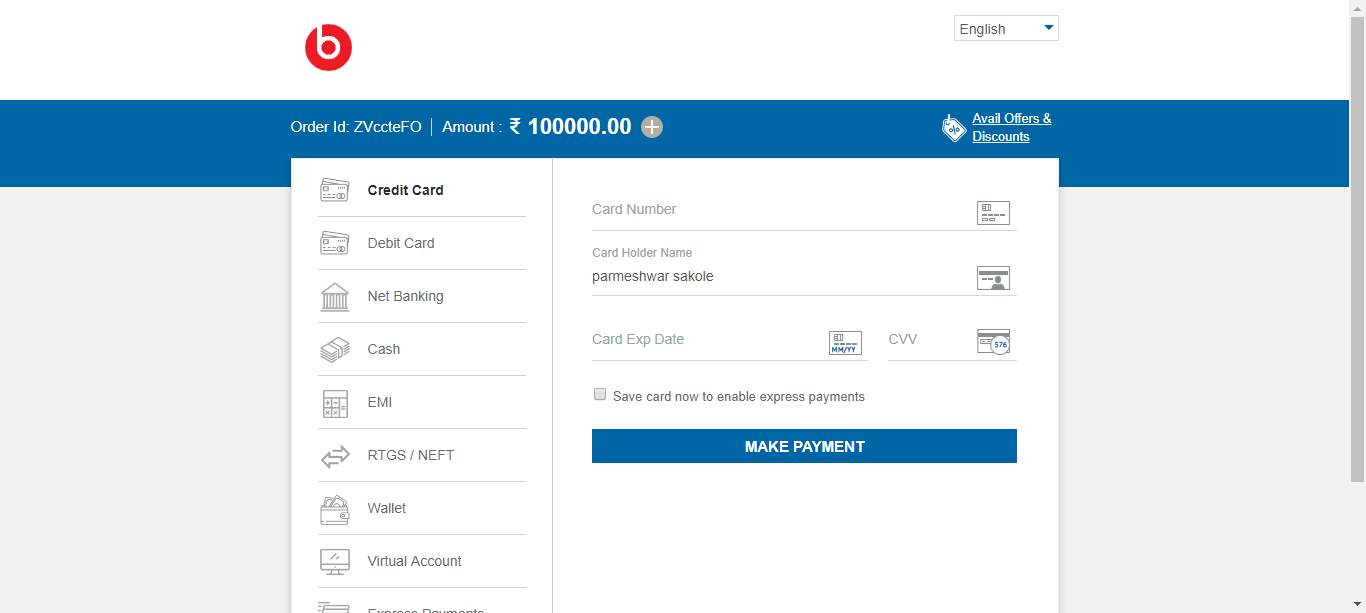 b
English
Order Id: ZVccteFO
Amount : ₹ 100000.00
Avail Offers &
Discounts
Credit Card
Debit Card
Net Banking
Cash
EMI
RTGS / NEFT
Wallet
Virtual Account
Express Payments
Card Number
Card Holder Name
parmeshwar sakole
Card Exp Date
MM/YY
CVV
576
Save card now to enable express payments
MAKE PAYMENT